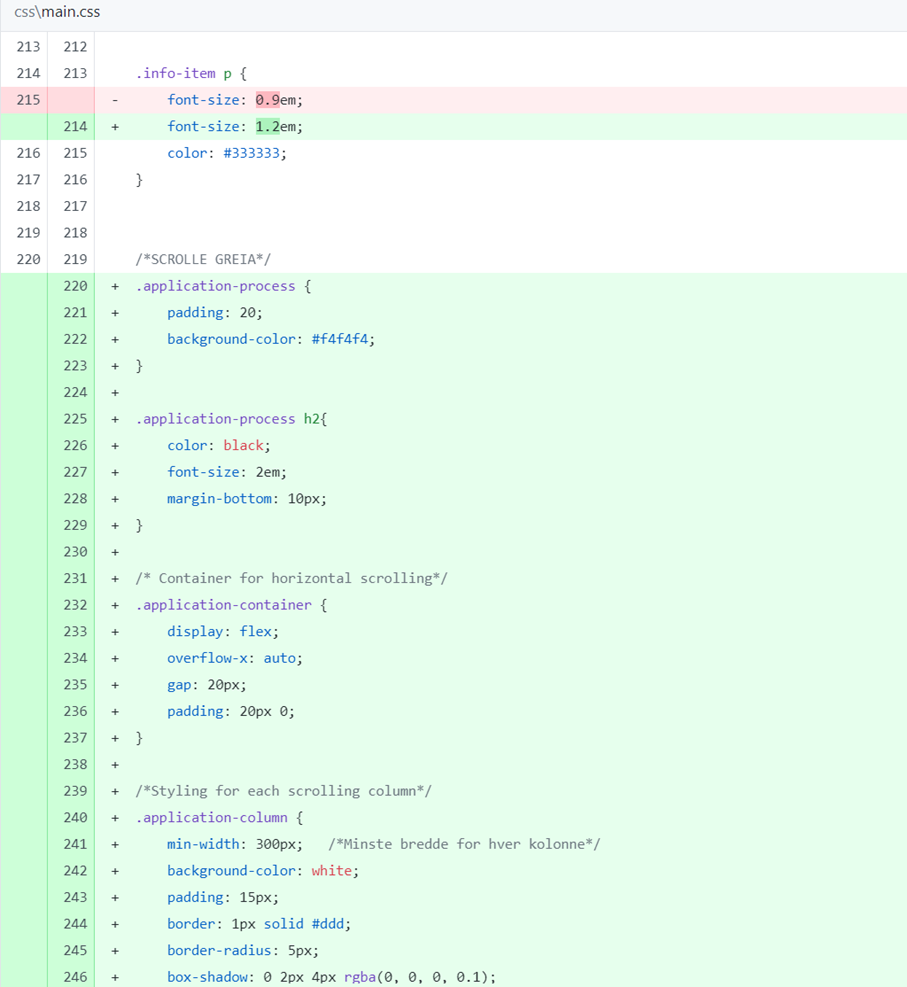 css\main.css
213 212
214 213 .info-item p {
215 - font-size: 0.9em;
214 + font-size: 1.2em;
216 215 color: #333333;
217 216 }
218 217
219 218
220 219 /*SCROLLE GREIA*/
220 + .application-process {
221 + padding: 20;
222 + background-color: #f4f4f4;
223 + }
224 +
225 + .application-process h2{
226 + color: black;
227 + font-size: 2em;
228 + margin-bottom: 10px;
229 + }
230 +
231 + /* Container for horizontal scrolling*/
232 + .application-container {
233 + display: flex;
234 + overflow-x: auto;
235 + gap: 20px;
236 + padding: 20px 0;
237 + }
238 +
239 + /*Styling for each scrolling column*/
240 + .application-column {
241 + min-width: 300px; /*Minste bredde for hver kolonne*/
242 + background-color: white;
243 + padding: 15px;
244 + border: 1px solid #ddd;
245 + border-radius: 5px;
246 + box-shadow: 0 2px 4px rgba(0, 0, 0, 0.1);